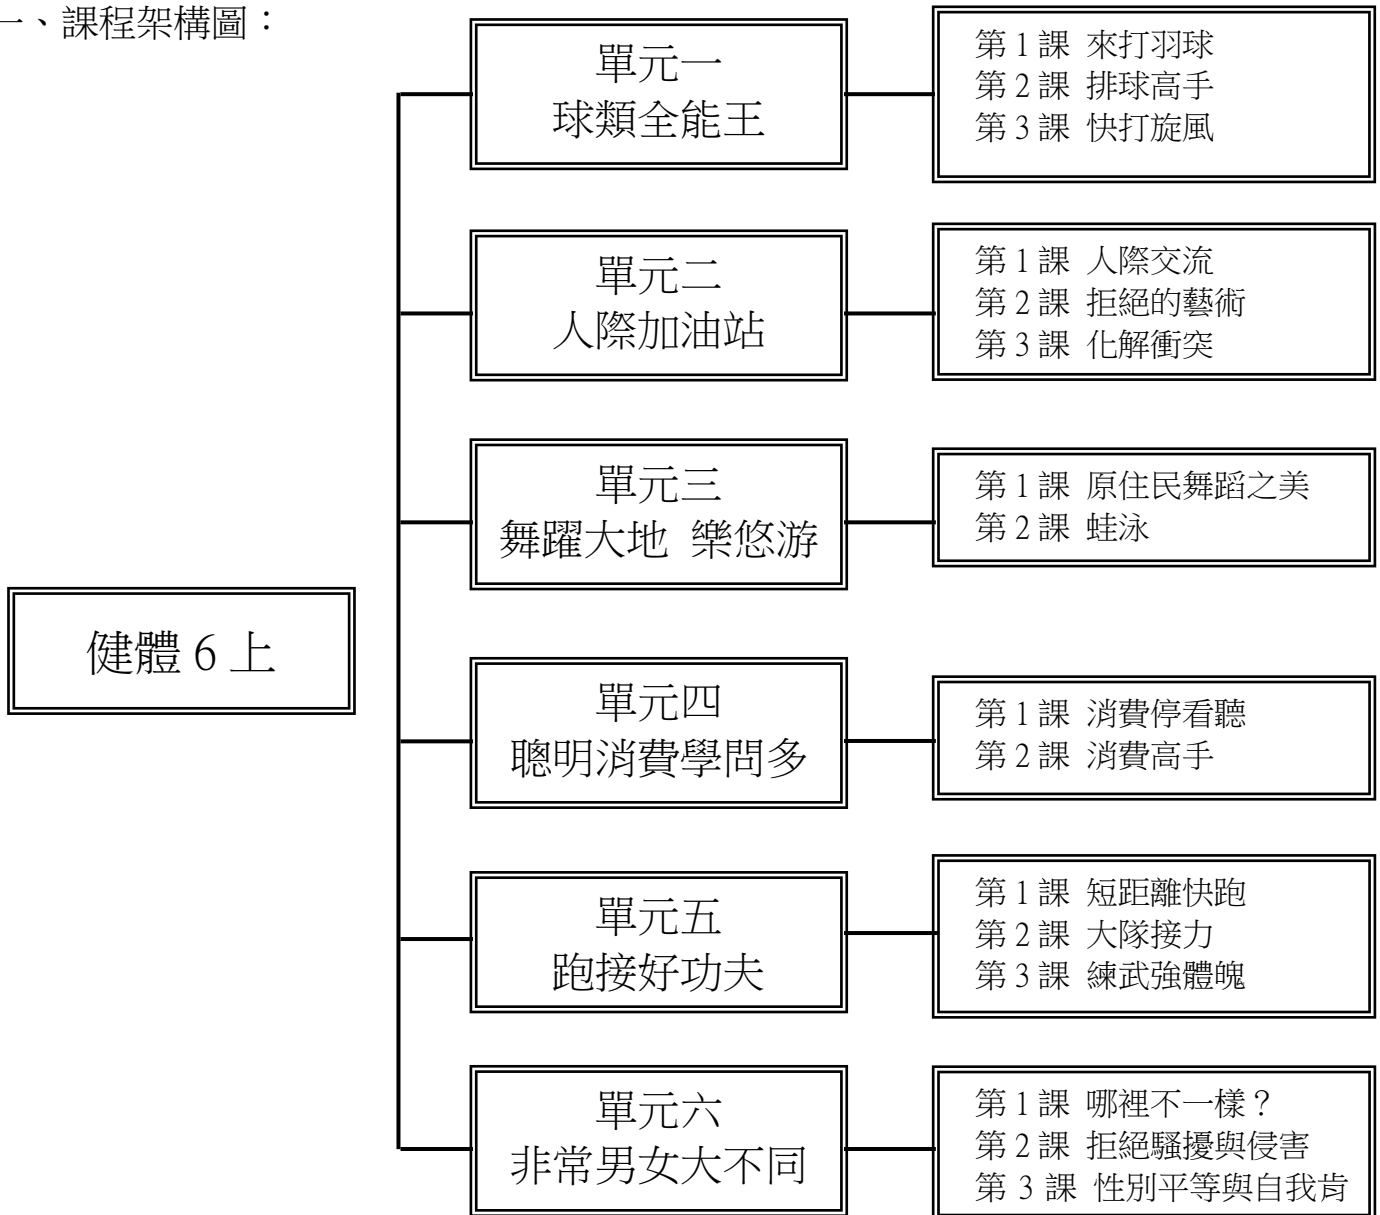 一、課程架構圖：
健體 6 上
單元一
球類全能王
第 1 課 來打羽球
第 2 課 排球高手
第 3 課 快打旋風
單元二
人際加油站
第 1 課 人際交流
第 2 課 拒絕的藝術
第 3 課 化解衝突
單元三
舞躍大地 樂悠游
第 1 課 原住民舞蹈之美
第 2 課 蛙泳
單元四
聰明消費學問多
第 1 課 消費停看聽
第 2 課 消費高手
單元五
跑接好功夫
第 1 課 短距離快跑
第 2 課 大隊接力
第 3 課 練武強體魄
單元六
非常男女大不同
第 1 課 哪裡不一樣？
第 2 課 拒絕騷擾與侵害
第 3 課 性別平等與自我肯